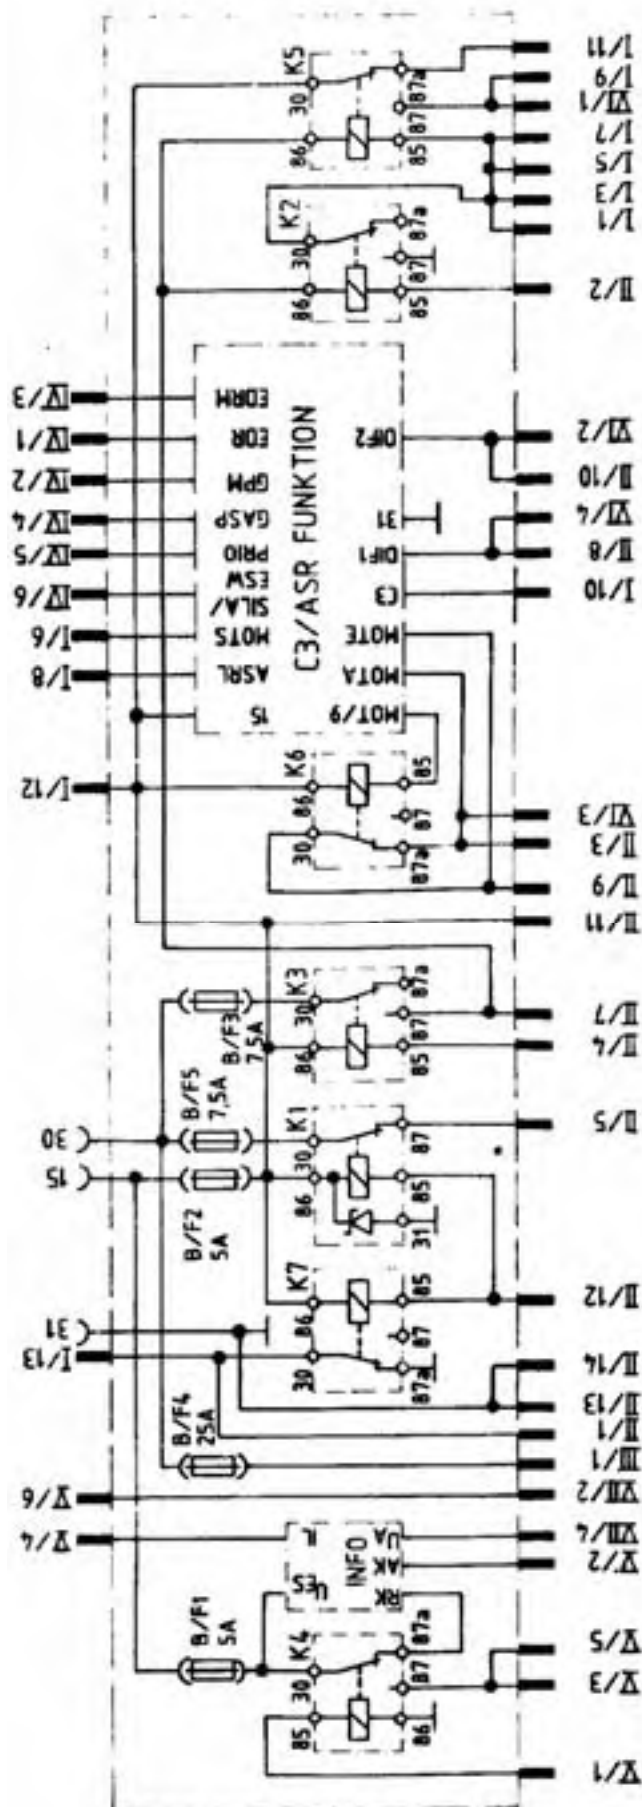 I/11
I/9
VI/1
I/7
I/5
I/3
I/1
K5
30
87a
87
86
85
K2
30
87a
87
86
85
II/2
IV/3
IV/1
IV/2
IV/4
IV/5
IV/6
I/6
I/8
EDRM
EDR
GPM
GASP
PRIO
ESW
SILA/
MOTS
ASRL
15
C3/ASR FUNKTION
DIF2
31
DIF1
C3
MOTE
MOTA
MOT/9
VI/2
II/10
VI/4
II/8
I/10
I/12
K6
86
85
87
30
87a
VI/3
II/3
II/9
II/11
B/F3
7,5A
K3
30
87a
87
86
85
II/7
II/4
30
15
B/F5
7,5A
B/F2
5A
K1
30
87
86
85
31
II/5
31
I/13
K7
86
85
87
30
87a
II/12
II/14
II/13
II/1
III/1
B/F4
25A
V/6
V/4
VII/2
VII/4
V/2
INFO
UA
AK
UES
RK
B/F1
5A
K4
30
87a
87
85
86
V/5
V/3
V/1